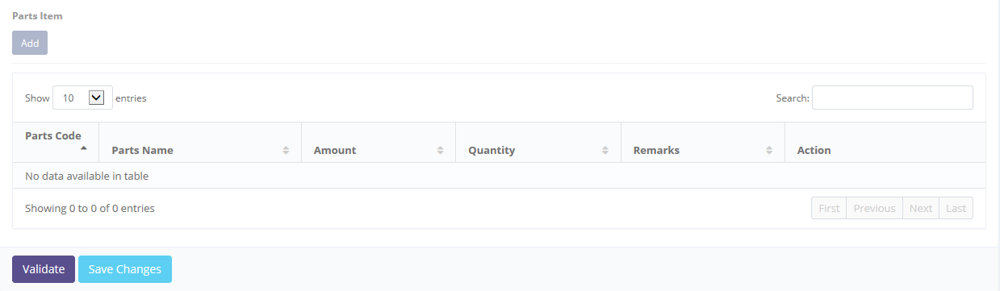 Parts Item
Add
Show 10 entries Search:
Parts Code Parts Name Amount Quantity Remarks Action
No data available in table
Showing 0 to 0 of 0 entries First Previous Next Last
Validate Save Changes